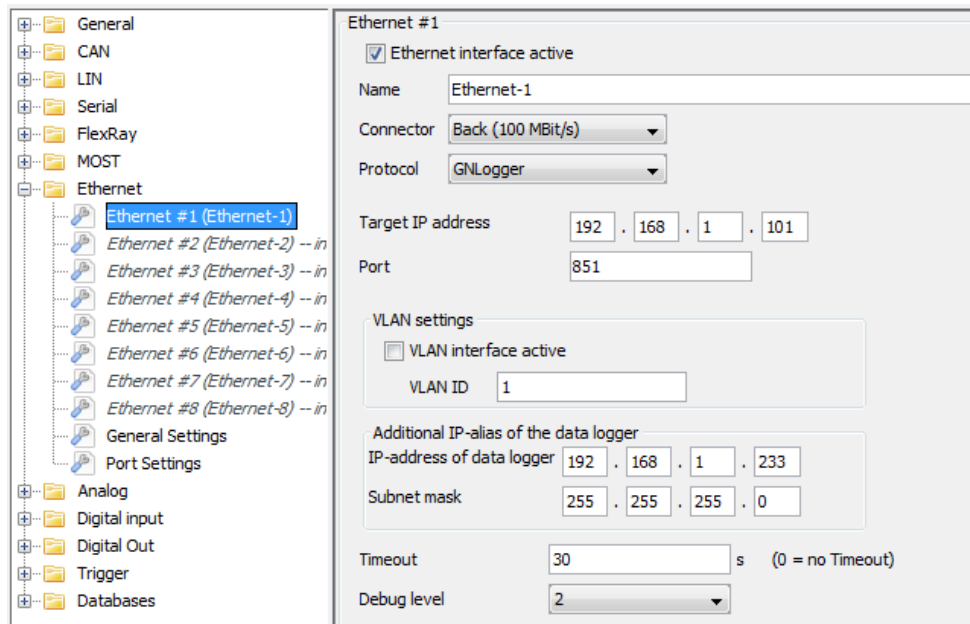 General
CAN
LIN
Serial
FlexRay
MOST
Ethernet
Ethernet #1 (Ethernet-1)
Ethernet #2 (Ethernet-2) -- in
Ethernet #3 (Ethernet-3) -- in
Ethernet #4 (Ethernet-4) -- in
Ethernet #5 (Ethernet-5) -- in
Ethernet #6 (Ethernet-6) -- in
Ethernet #7 (Ethernet-7) -- in
Ethernet #8 (Ethernet-8) -- in
General Settings
Port Settings
Analog
Digital input
Digital Out
Trigger
Databases
Ethernet #1
Ethernet interface active
Name Ethernet-1
Connector Back (100 MBit/s)
Protocol GNLogger
Target IP address 192 . 168 . 1 . 101
Port 851
VLAN settings
VLAN interface active
VLAN ID 1
Additional IP-alias of the data logger
IP-address of data logger 192 . 168 . 1 . 233
Subnet mask 255 . 255 . 255 . 0
Timeout 30 s (0 = no Timeout)
Debug level 2